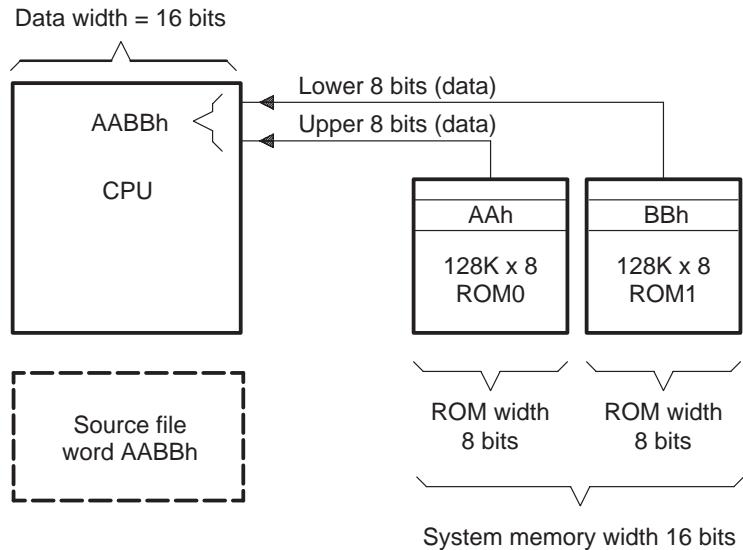 Data width = 16 bits
Lower 8 bits (data)
AABBh
Upper 8 bits (data)
CPU
AAh
BBh
128K x 8
ROM0
128K x 8
ROM1
Source file
word AABBh
ROM width
8 bits
ROM width
8 bits
System memory width 16 bits